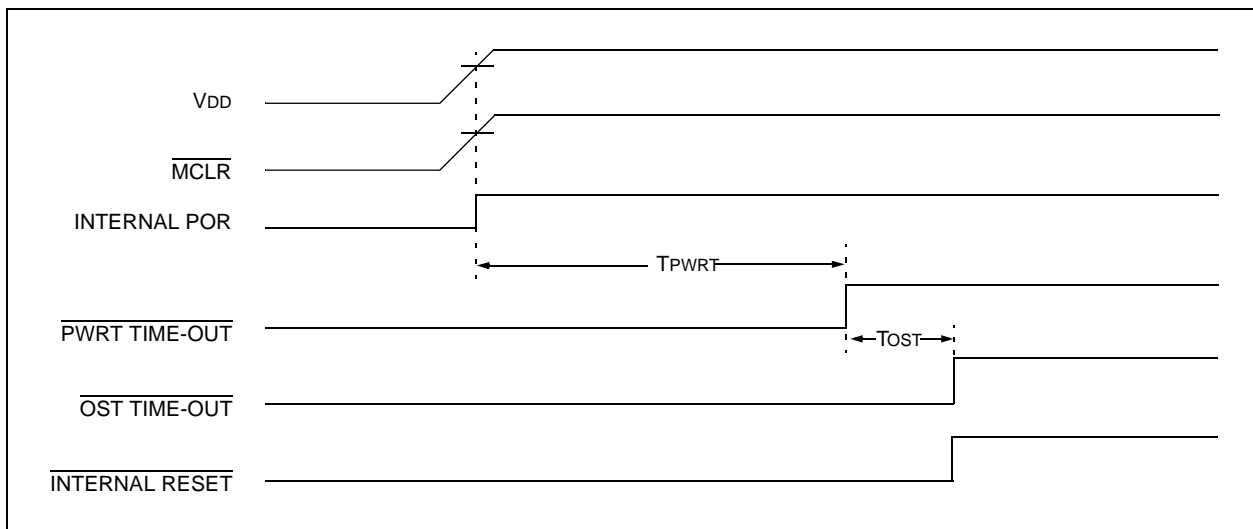 VDD
MCLR
INTERNAL POR
TPWRT
PWRT TIME-OUT
TOST
OST TIME-OUT
INTERNAL RESET